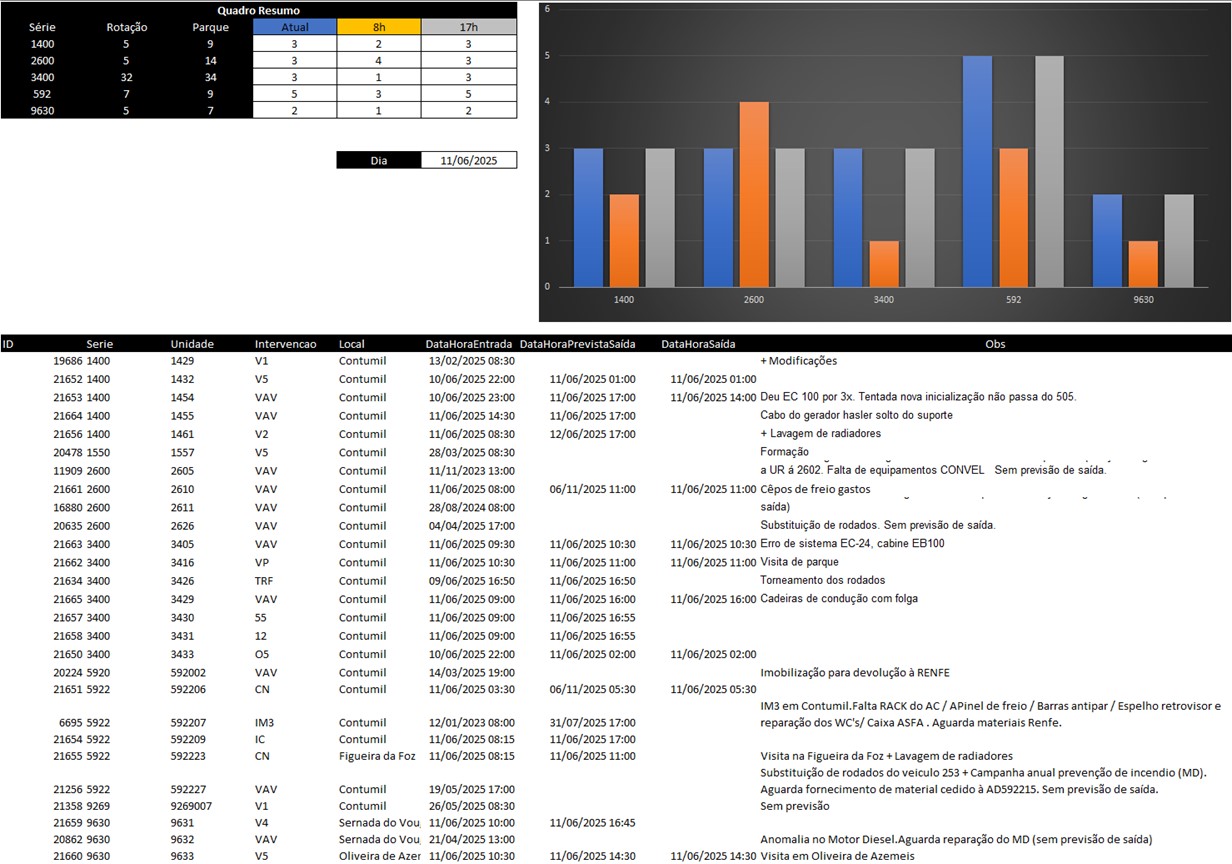 Quadro Resumo
Série Rotação Parque Atual 8h 17h
1400 5 9 3 2 3
2600 5 14 3 4 3
3400 32 34 3 1 3
592 7 9 5 3 5
9630 5 7 2 1 2
Dia 11/06/2025
6
5
4
3
2
1
0
1400 2600 3400 592 9630
ID Serie Unidade Intervencao Local DataHoraEntrada DataHoraPrevistaSaída DataHoraSaída Obs
19686 1400 1429 V1 Contumil 13/02/2025 08:30 + Modificações
21652 1400 1432 V5 Contumil 10/06/2025 22:00 11/06/2025 01:00 11/06/2025 01:00
21653 1400 1454 VAV Contumil 10/06/2025 23:00 11/06/2025 17:00 11/06/2025 14:00 Deu EC 100 por 3x. Tentada nova inicialização não passa do 505.
21664 1400 1455 VAV Contumil 11/06/2025 14:30 11/06/2025 17:00 Cabo do gerador hasler solto do suporte
21656 1400 1461 V2 Contumil 11/06/2025 08:30 12/06/2025 17:00 + Lavagem de radiadores
20478 1550 1557 V5 Contumil 28/03/2025 08:30 Formação
11909 2600 2605 VAV Contumil 11/11/2023 13:00 a UR á 2602. Falta de equipamentos CONVEL Sem previsão de saída.
21661 2600 2610 VAV Contumil 11/06/2025 08:00 06/11/2025 11:00 11/06/2025 11:00 Cêpos de freio gastos
16880 2600 2611 VAV Contumil 28/08/2024 08:00 saída)
20635 2600 2626 VAV Contumil 04/04/2025 17:00 Substituição de rodados. Sem previsão de saída.
21663 3400 3405 VAV Contumil 11/06/2025 09:30 11/06/2025 10:30 11/06/2025 10:30 Erro de sistema EC-24, cabine EB100
21662 3400 3416 VP Contumil 11/06/2025 10:30 11/06/2025 11:00 11/06/2025 11:00 Visita de parque
21634 3400 3426 TRF Contumil 09/06/2025 16:50 11/06/2025 16:50 Torneamento dos rodados
21665 3400 3429 VAV Contumil 11/06/2025 09:00 11/06/2025 16:00 11/06/2025 16:00 Cadeiras de condução com folga
21657 3400 3430 55 Contumil 11/06/2025 09:00 11/06/2025 16:55
21658 3400 3431 12 Contumil 11/06/2025 09:00 11/06/2025 16:55
21650 3400 3433 O5 Contumil 10/06/2025 22:00 11/06/2025 02:00 11/06/2025 02:00
20224 5920 592002 VAV Contumil 14/03/2025 19:00 Imobilização para devolução à RENFE
21651 5922 592206 CN Contumil 11/06/2025 03:30 06/11/2025 05:30 11/06/2025 05:30
IM3 em Contumil.Falta RACK do AC / APinel de freio / Barras antipar / Espelho retrovisor e
6695 5922 592207 IM3 Contumil 12/01/2023 08:00 31/07/2025 17:00 reparação dos WC's/ Caixa ASFA . Aguarda materiais Renfe.
21654 5922 592209 IC Contumil 11/06/2025 08:15 11/06/2025 17:00
21655 5922 592223 CN Figueira da Foz 11/06/2025 08:15 11/06/2025 11:00 Visita na Figueira da Foz + Lavagem de radiadores
Substituição de rodados do veiculo 253 + Campanha anual prevenção de incendio (MD).
21256 5922 592227 VAV Contumil 19/05/2025 17:00 Aguarda fornecimento de material cedido à AD592215. Sem previsão de saída.
21358 9269 9269007 V1 Contumil 26/05/2025 08:30 Sem previsão
21659 9630 9631 V4 Sernada do Vou 11/06/2025 10:00 11/06/2025 16:45
20862 9630 9632 VAV Sernada do Vou 21/04/2025 13:00 Anomalia no Motor Diesel.Aguarda reparação do MD (sem previsão de saída)
21660 9630 9633 V5 Oliveira de Azer 11/06/2025 10:30 11/06/2025 14:30 11/06/2025 14:30 Visita em Oliveira de Azemeis